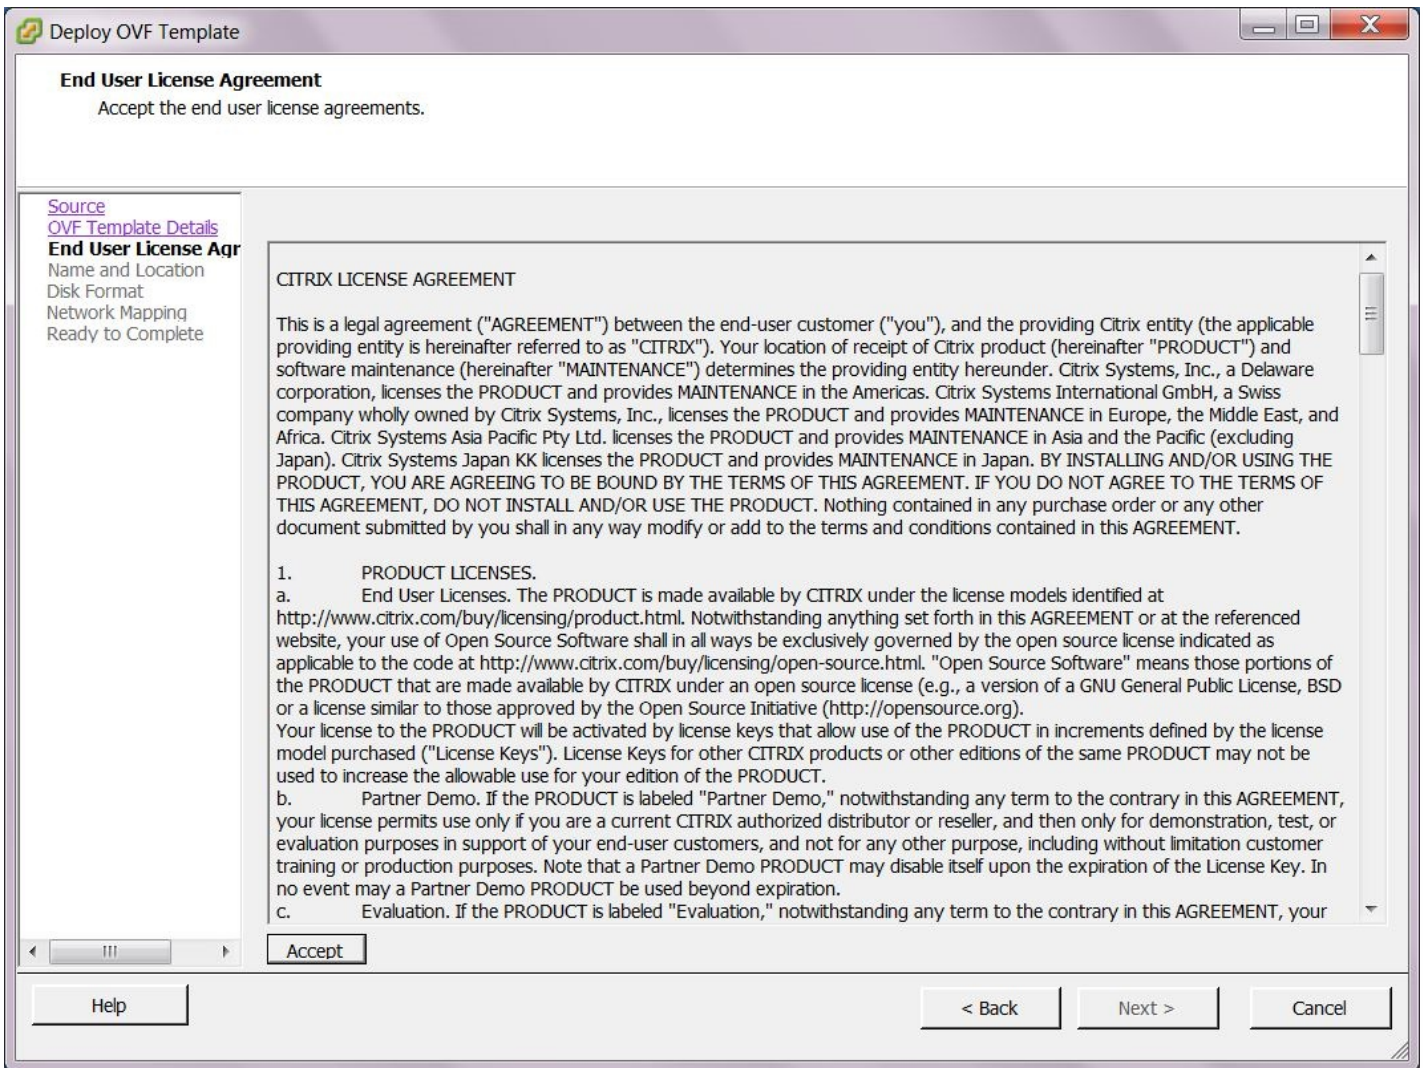 Deploy OVF Template
End User License Agreement
Accept the end user license agreements.
Source
OVF Template Details
End User License Agr
Name and Location
Disk Format
Network Mapping
Ready to Complete
CITRIX LICENSE AGREEMENT
This is a legal agreement ("AGREEMENT") between the end-user customer ("you"), and the providing Citrix entity (the applicable
providing entity is hereinafter referred to as "CITRIX"). Your location of receipt of Citrix product (hereinafter "PRODUCT") and
software maintenance (hereinafter "MAINTENANCE") determines the providing entity hereunder. Citrix Systems, Inc., a Delaware
corporation, licenses the PRODUCT and provides MAINTENANCE in the Americas. Citrix Systems International GmbH, a Swiss
company wholly owned by Citrix Systems, Inc., licenses the PRODUCT and provides MAINTENANCE in Europe, the Middle East, and
Africa. Citrix Systems Asia Pacific Pty Ltd. licenses the PRODUCT and provides MAINTENANCE in Asia and the Pacific (excluding
Japan). Citrix Systems Japan KK licenses the PRODUCT and provides MAINTENANCE in Japan. BY INSTALLING AND/OR USING THE
PRODUCT, YOU ARE AGREEING TO BE BOUND BY THE TERMS OF THIS AGREEMENT. IF YOU DO NOT AGREE TO THE TERMS OF
THIS AGREEMENT, DO NOT INSTALL AND/OR USE THE PRODUCT. Nothing contained in any purchase order or any other
document submitted by you shall in any way modify or add to the terms and conditions contained in this AGREEMENT.
1. PRODUCT LICENSES.
a. End User Licenses. The PRODUCT is made available by CITRIX under the license models identified at
http://www.citrix.com/buy/licensing/product.html. Notwithstanding anything set forth in this AGREEMENT or at the referenced
website, your use of Open Source Software shall in all ways be exclusively governed by the open source license indicated as
applicable to the code at http://www.citrix.com/buy/licensing/open-source.html. "Open Source Software" means those portions of
the PRODUCT that are made available by CITRIX under an open source license (e.g., a version of a GNU General Public License, BSD
or a license similar to those approved by the Open Source Initiative (http://opensource.org).
Your license to the PRODUCT will be activated by license keys that allow use of the PRODUCT in increments defined by the license
model purchased ("License Keys"). License Keys for other CITRIX products or other editions of the same PRODUCT may not be
used to increase the allowable use for your edition of the PRODUCT.
b. Partner Demo. If the PRODUCT is labeled "Partner Demo," notwithstanding any term to the contrary in this AGREEMENT,
your license permits use only if you are a current CITRIX authorized distributor or reseller, and then only for demonstration, test, or
evaluation purposes in support of your end-user customers, and not for any other purpose, including without limitation customer
training or production purposes. Note that a Partner Demo PRODUCT may disable itself upon the expiration of the License Key. In
no event may a Partner Demo PRODUCT be used beyond expiration.
c. Evaluation. If the PRODUCT is labeled "Evaluation," notwithstanding any term to the contrary in this AGREEMENT, your
Accept
Help
< Back
Next >
Cancel